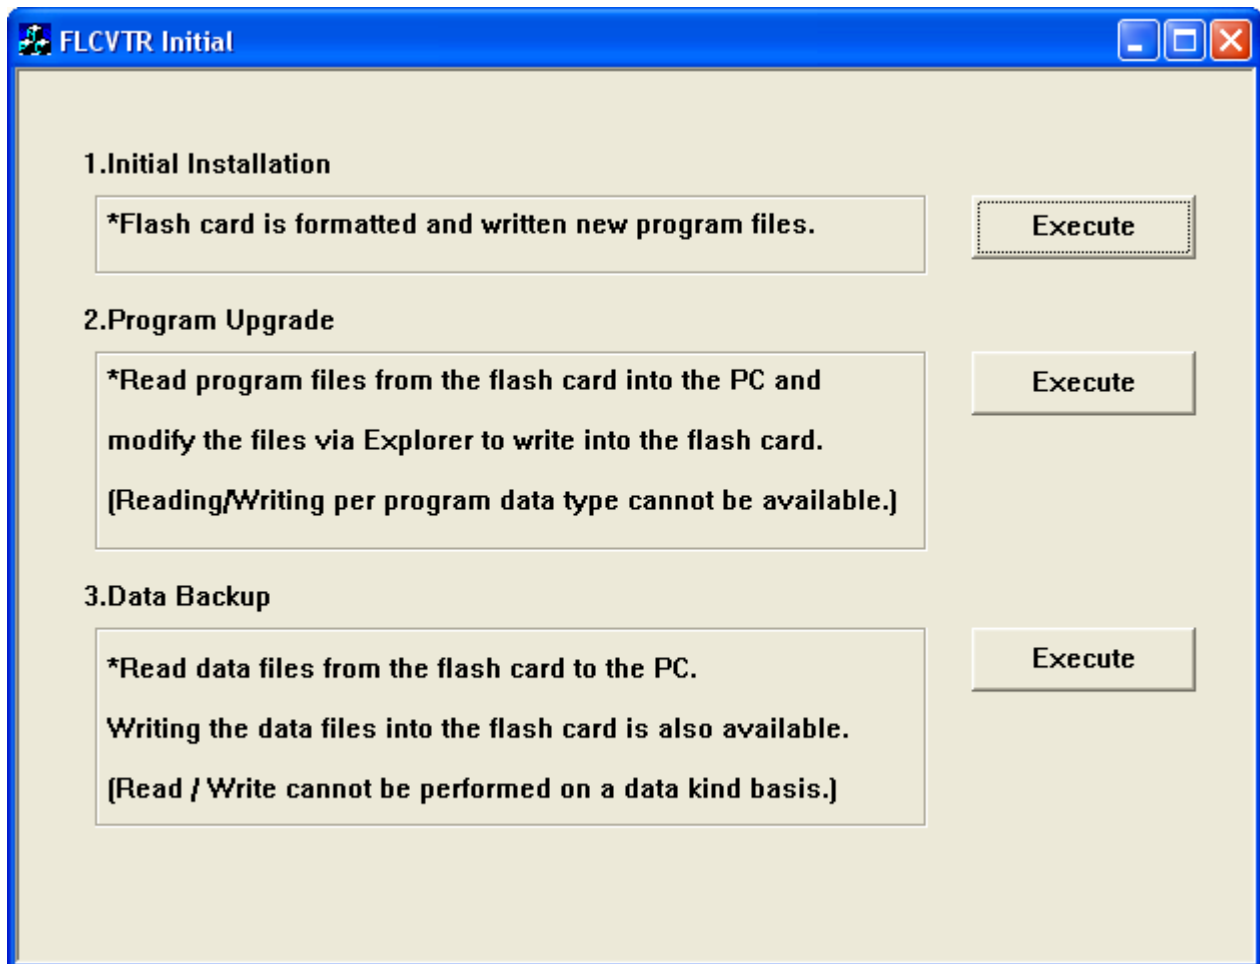 FLCVTR Initial
1.Initial Installation
*Flash card is formatted and written new program files.
Execute
2.Program Upgrade
*Read program files from the flash card into the PC and
modify the files via Explorer to write into the flash card.
(Reading/Writing per program data type cannot be available.)
Execute
3.Data Backup
*Read data files from the flash card to the PC.
Writing the data files into the flash card is also available.
(Read / Write cannot be performed on a data kind basis.)
Execute